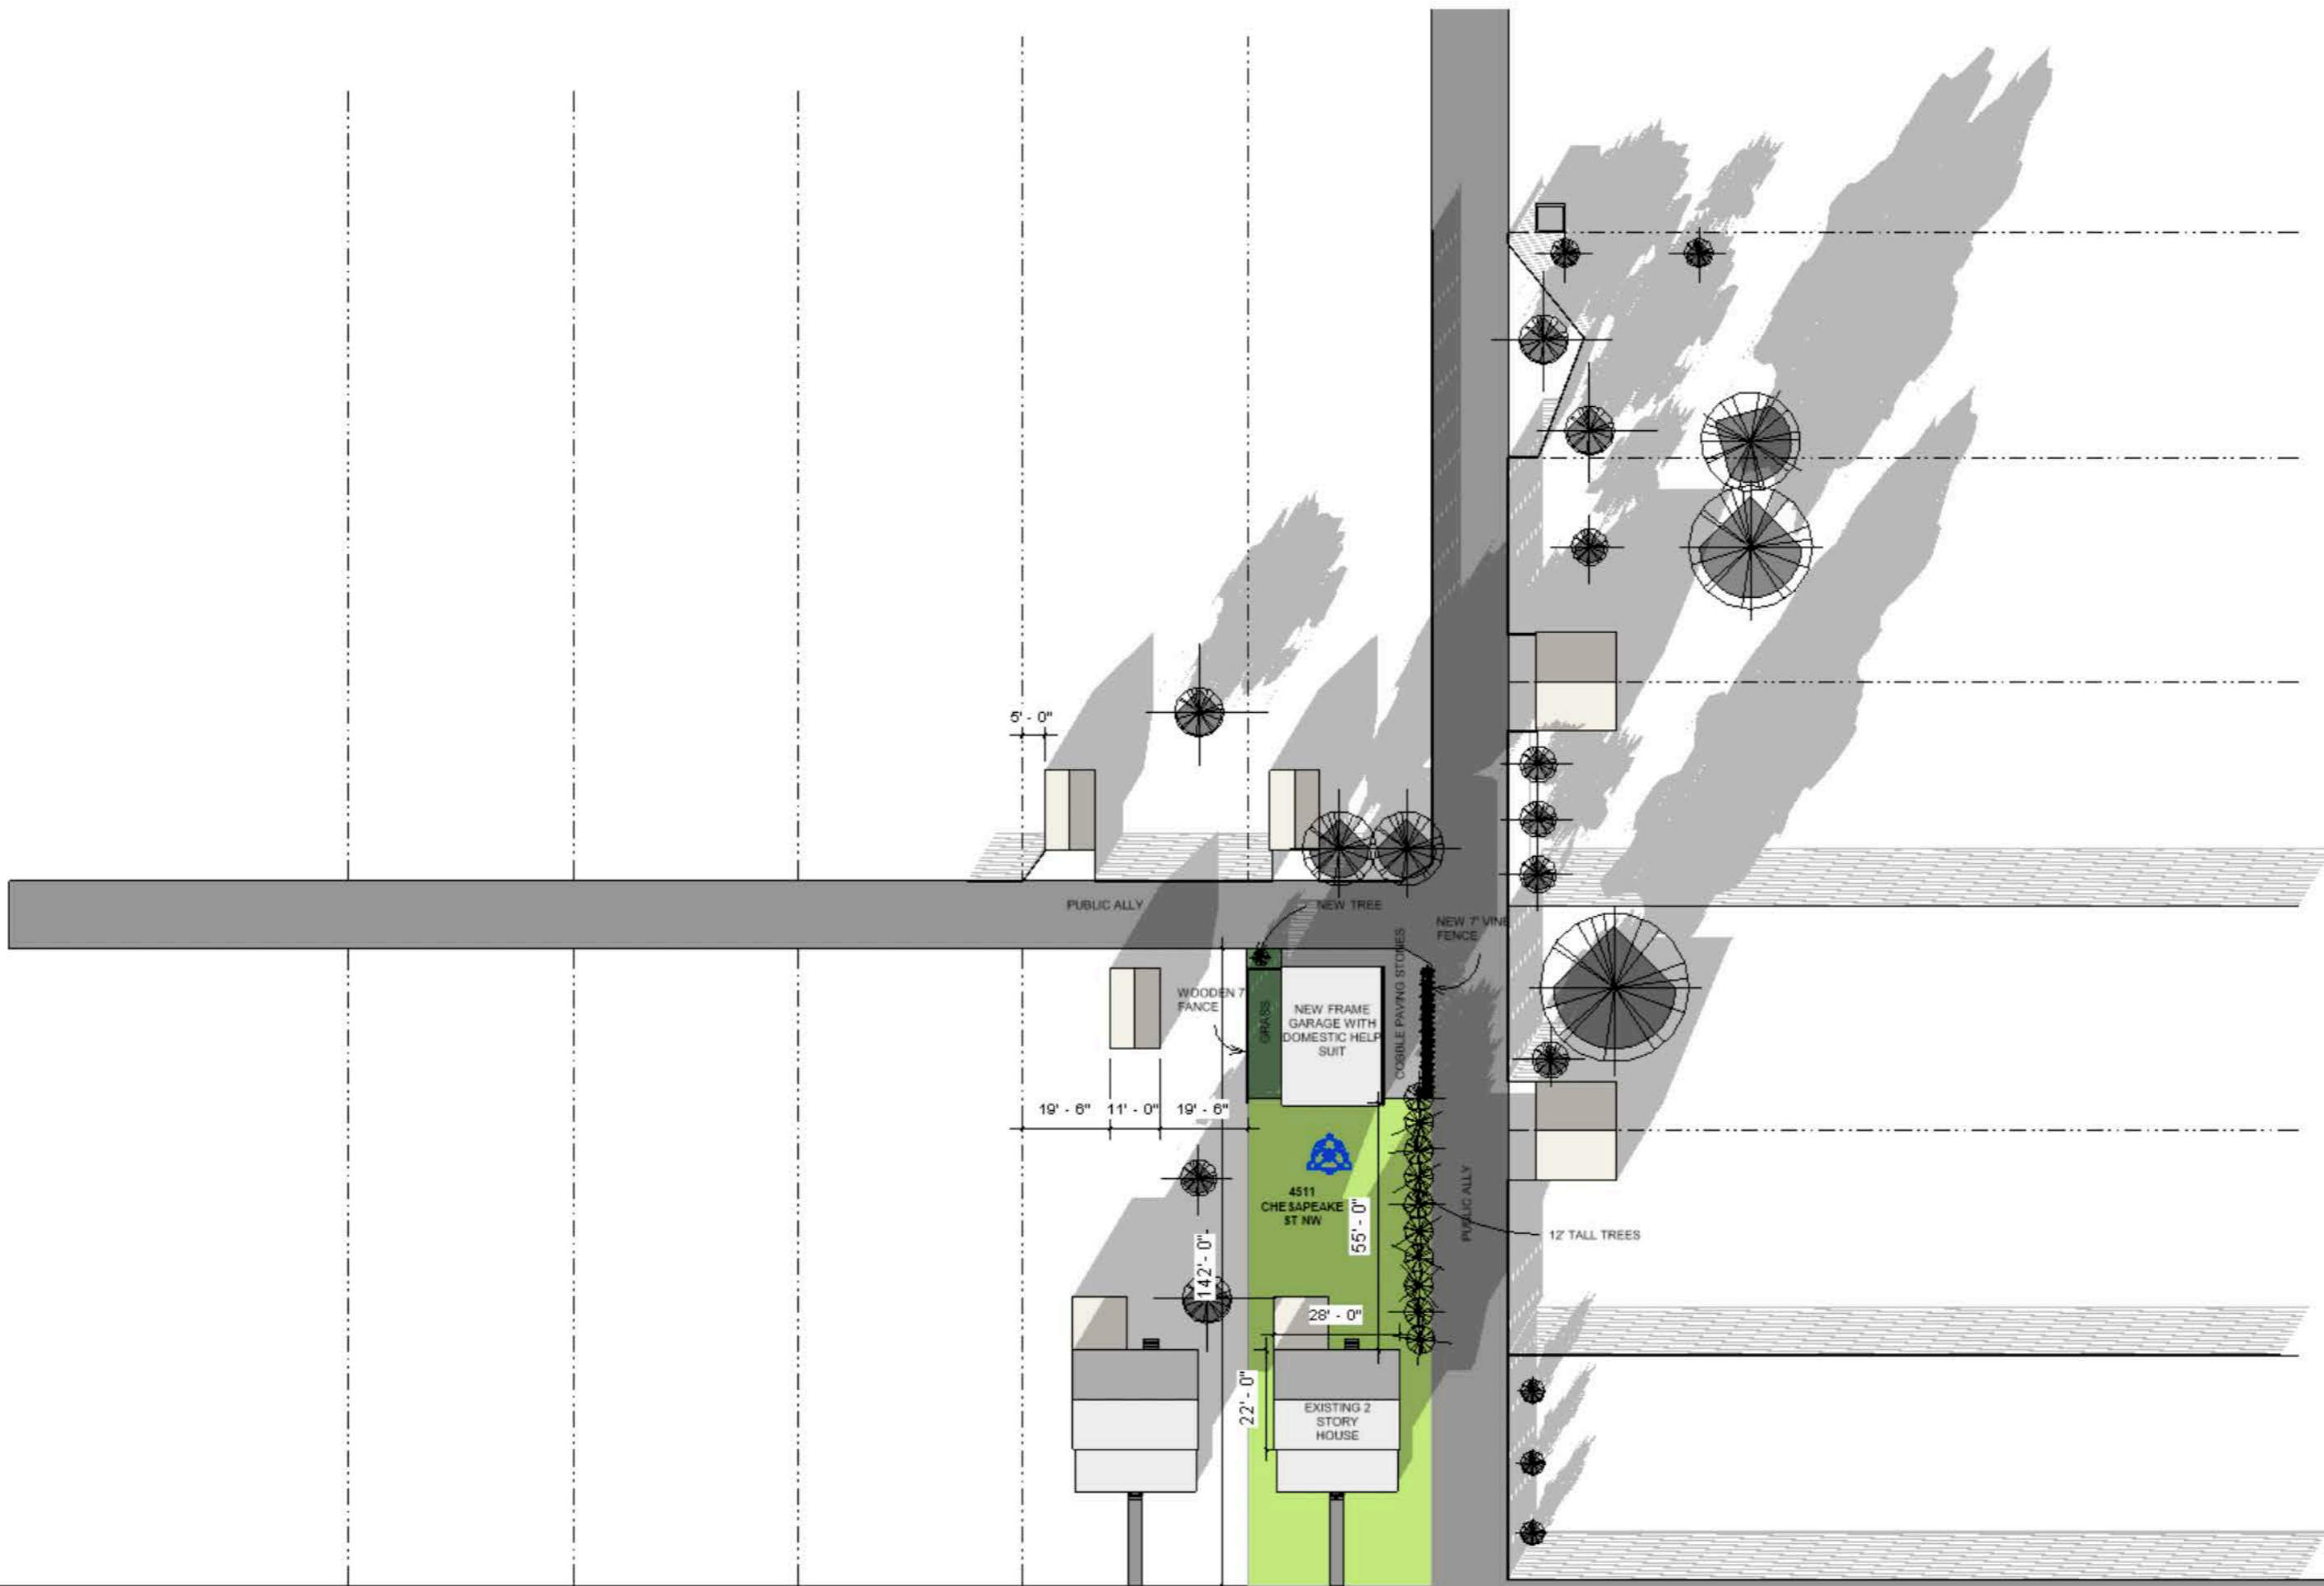 5' - 0"
PUBLIC ALLY
NEW TREE
NEW 7' VINE
FENCE
COBBLE PAVING STONES
WOODEN 7'
FANCE
GRASS
NEW FRAME
GARAGE WITH
DOMESTIC HELP
SUIT
19' - 6"
11' - 0"
19' - 6"
4511
CHESAPEAKE
ST NW
55' - 0"
PUBLIC ALLY
12' TALL TREES
142' - 0"
28' - 0"
22' - 0"
EXISTING 2
STORY
HOUSE